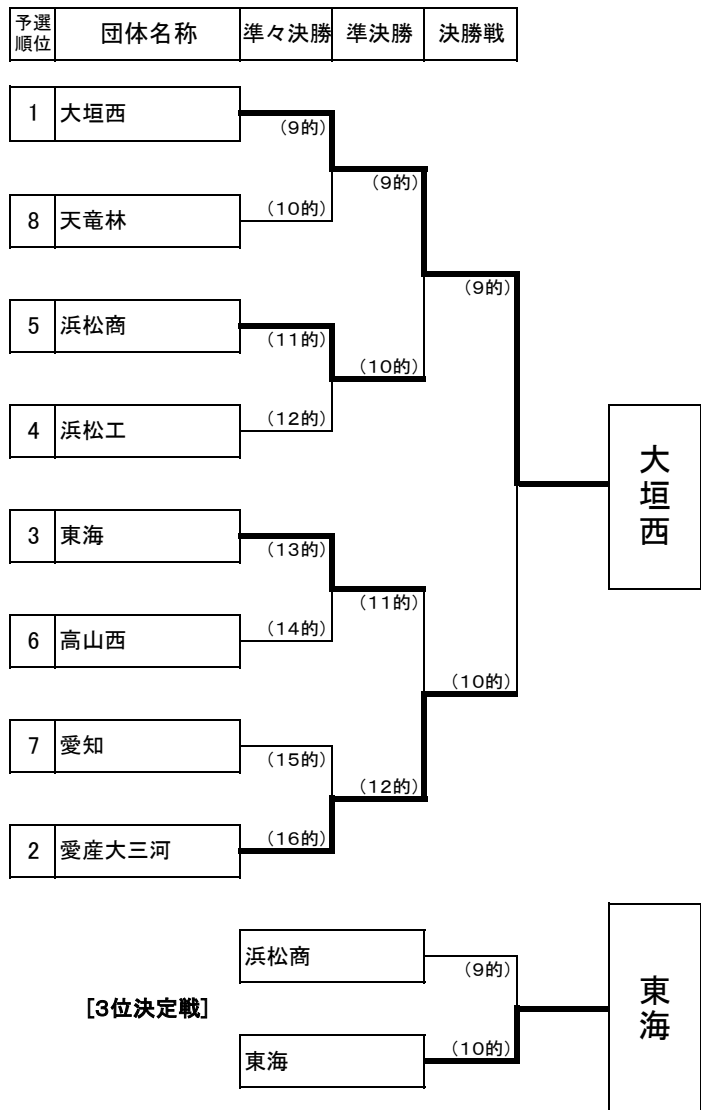 予選順位 団体名称 準々決勝 準決勝 決勝戦
1 大垣西
(9的)
(9的)
8 天竜林 (10的)
(9的)
5 浜松商
(11的)
(10的)
4 浜松工 (12的)
大垣西
3 東海
(13的)
(11的)
6 高山西 (14的)
(10的)
7 愛知
(15的)
(12的)
2 愛産大三河 (16的)
浜松商
(9的)
[3位決定戦]
東海
東海 (10的)